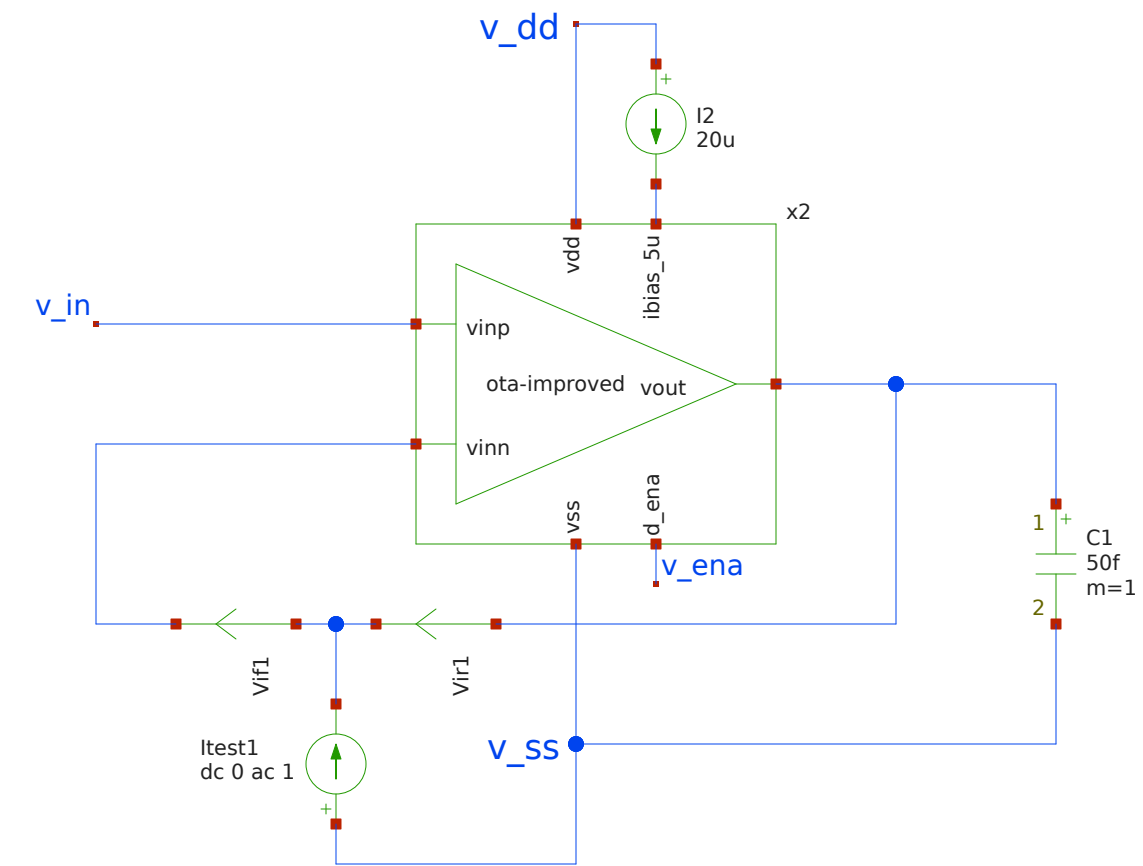 v_dd
+
I2
20u
x2
vdd
ibias_5u
v_in
vinp
ota-improved
vout
vinn
vss
d_ena
v_ena
1
+
C1
50f
m=1
2
Vif1
Vir1
Itest1
dc 0 ac 1
+
v_ss